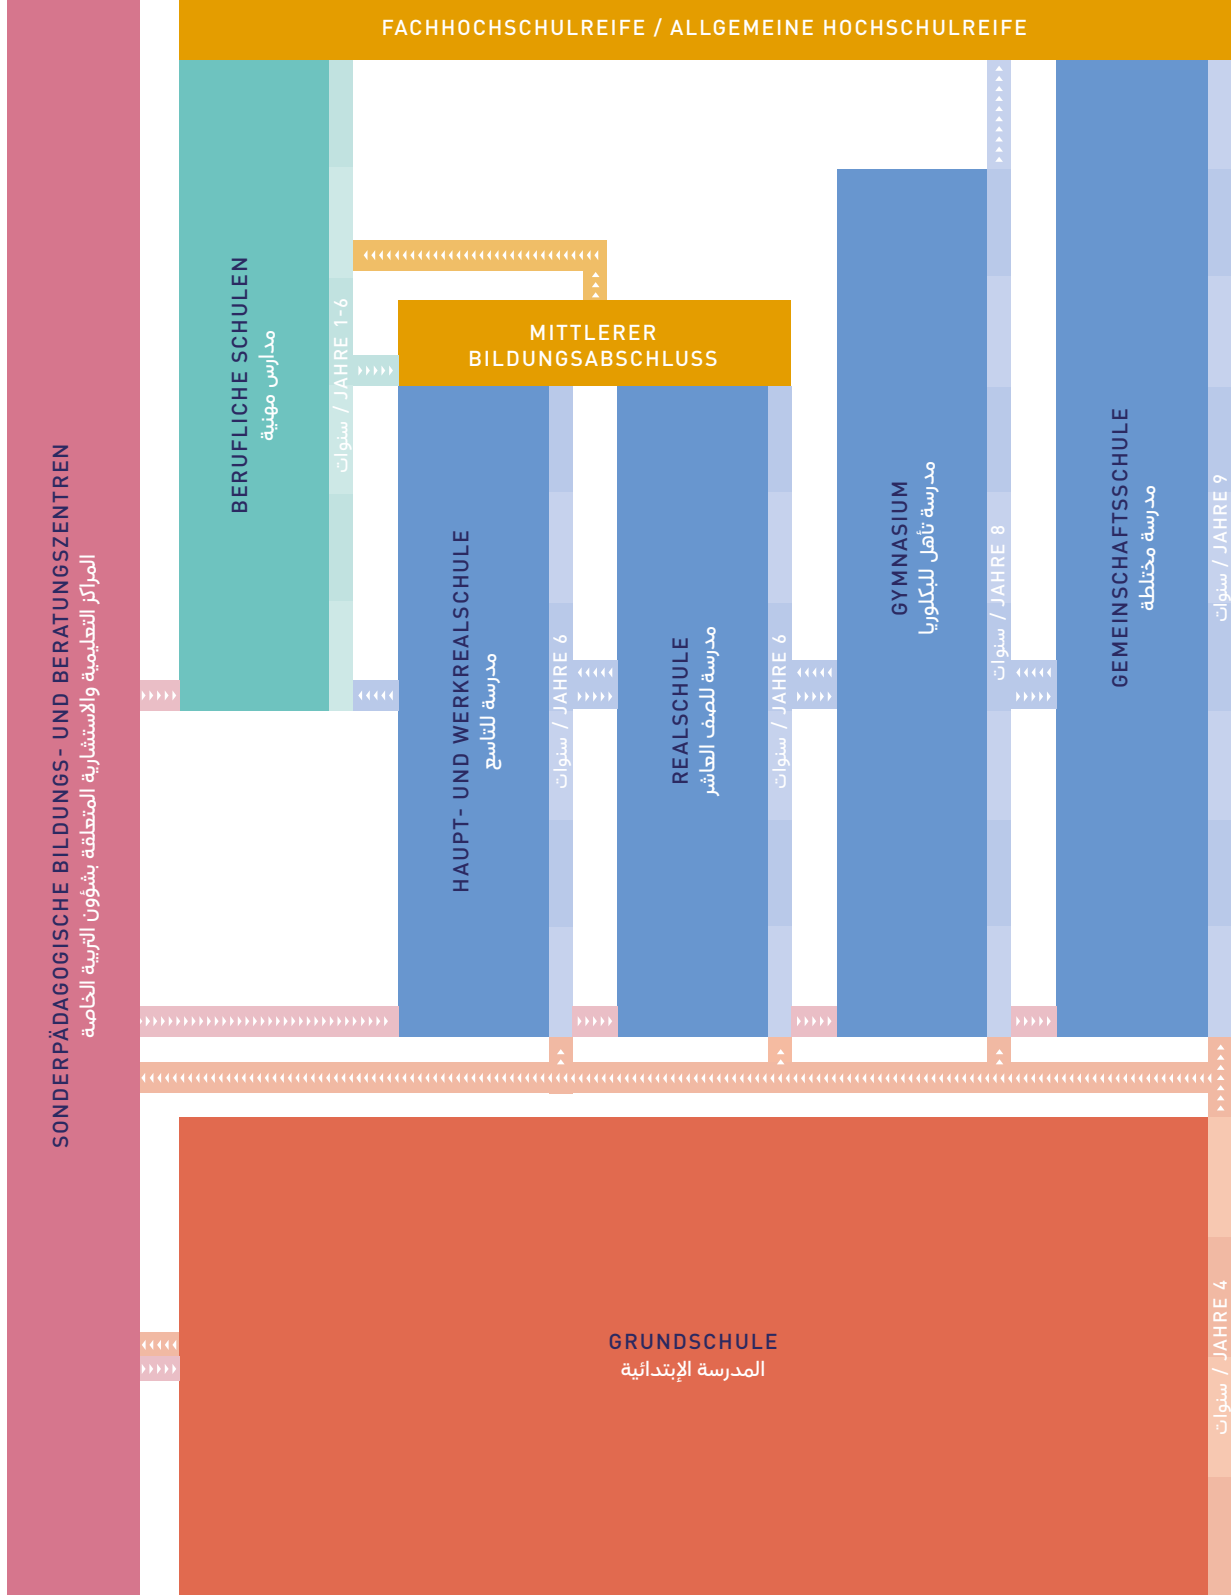 FACHHOCHSCHULREIFE / ALLGEMEINE HOCHSCHULREIFE
SONDERPÄDAGOGISCHE BILDUNGS- UND BERATUNGSZENTREN
المراكز التعليمية والاستشارية المتعلقة بشؤون التربية الخاصة
BERUFLICHE SCHULEN
مدارس مهنية
سنوات / JAHRE 1-6
MITTLERER
BILDUNGSABSCHLUSS
HAUPT- UND WERKREALSCHULE
مدرسة للتاسع
سنوات / JAHRE 6
REALSCHULE
مدرسة للصف العاشر
سنوات / JAHRE 6
GYMNASIUM
مدرسة تأهل للبكلوريا
سنوات / JAHRE 8
GEMEINSCHAFTSSCHULE
مدرسة مختلطة
سنوات / JAHRE 9
GRUNDSCHULE
المدرسة الإبتدائية
سنوات / JAHRE 4